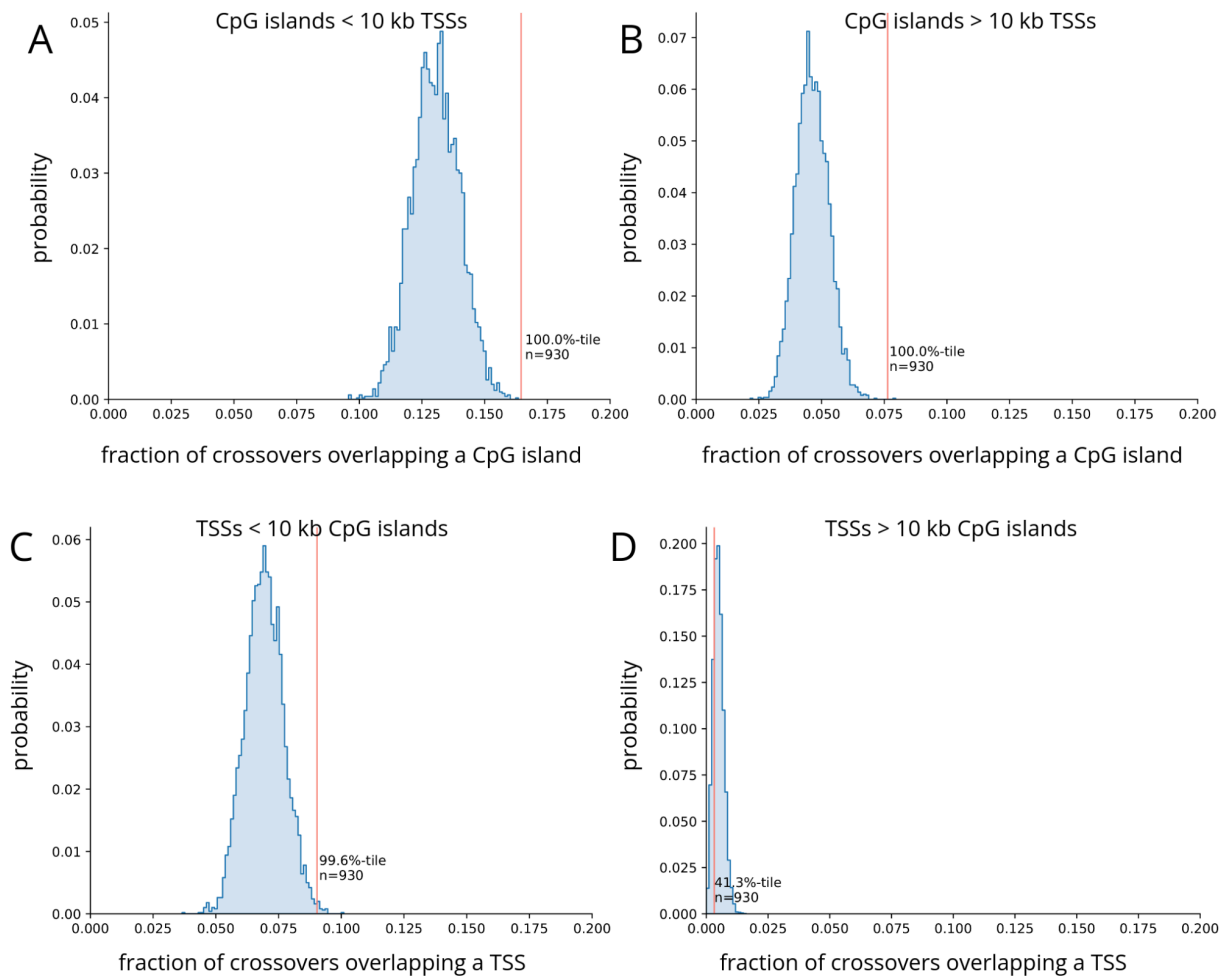 A
CpG islands < 10 kb TSSs
0.05
0.04
0.03
0.02
0.01
0.00
probability
100.0%-tile
n=930
0.000 0.025 0.050 0.075 0.100 0.125 0.150 0.175 0.200
fraction of crossovers overlapping a CpG island
B
CpG islands > 10 kb TSSs
0.07
0.06
0.05
0.04
0.03
0.02
0.01
0.00
probability
100.0%-tile
n=930
0.000 0.025 0.050 0.075 0.100 0.125 0.150 0.175 0.200
fraction of crossovers overlapping a CpG island
C
TSSs < 10 kb CpG islands
0.06
0.05
0.04
0.03
0.02
0.01
0.00
probability
99.6%-tile
n=930
0.000 0.025 0.050 0.075 0.100 0.125 0.150 0.175 0.200
fraction of crossovers overlapping a TSS
D
TSSs > 10 kb CpG islands
0.200
0.175
0.150
0.125
0.100
0.075
0.050
0.025
0.000
probability
41.3%-tile
n=930
0.000 0.025 0.050 0.075 0.100 0.125 0.150 0.175 0.200
fraction of crossovers overlapping a TSS